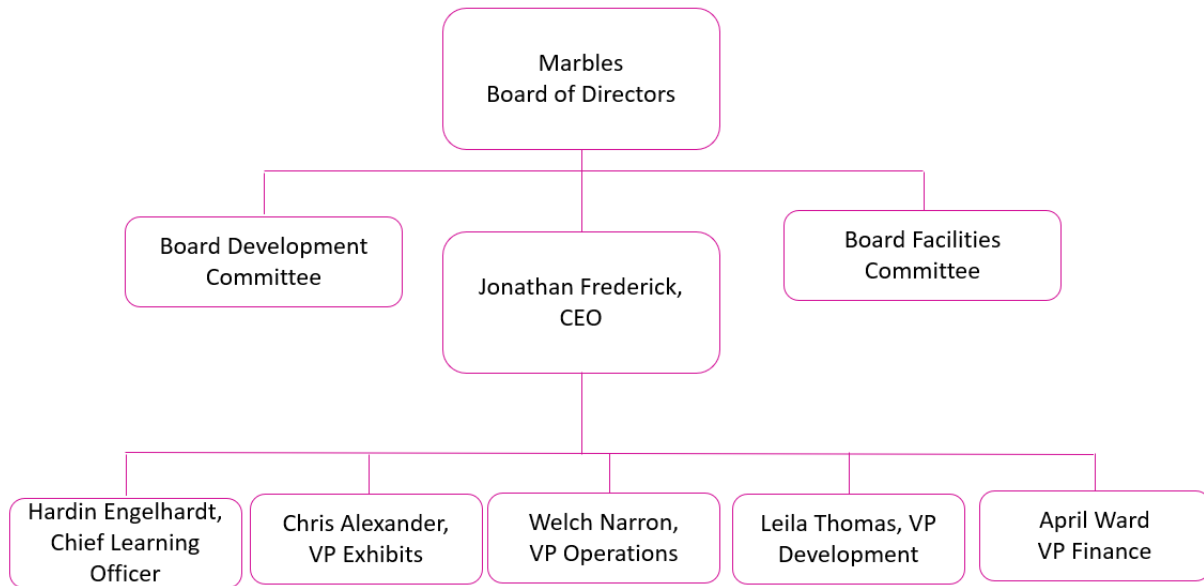 Marbles
Board of Directors
Board Development
Committee
Jonathan Frederick,
CEO
Board Facilities
Committee
Hardin Engelhardt,
Chief Learning
Officer
Chris Alexander,
VP Exhibits
Welch Narron,
VP Operations
Leila Thomas, VP
Development
April Ward
VP Finance